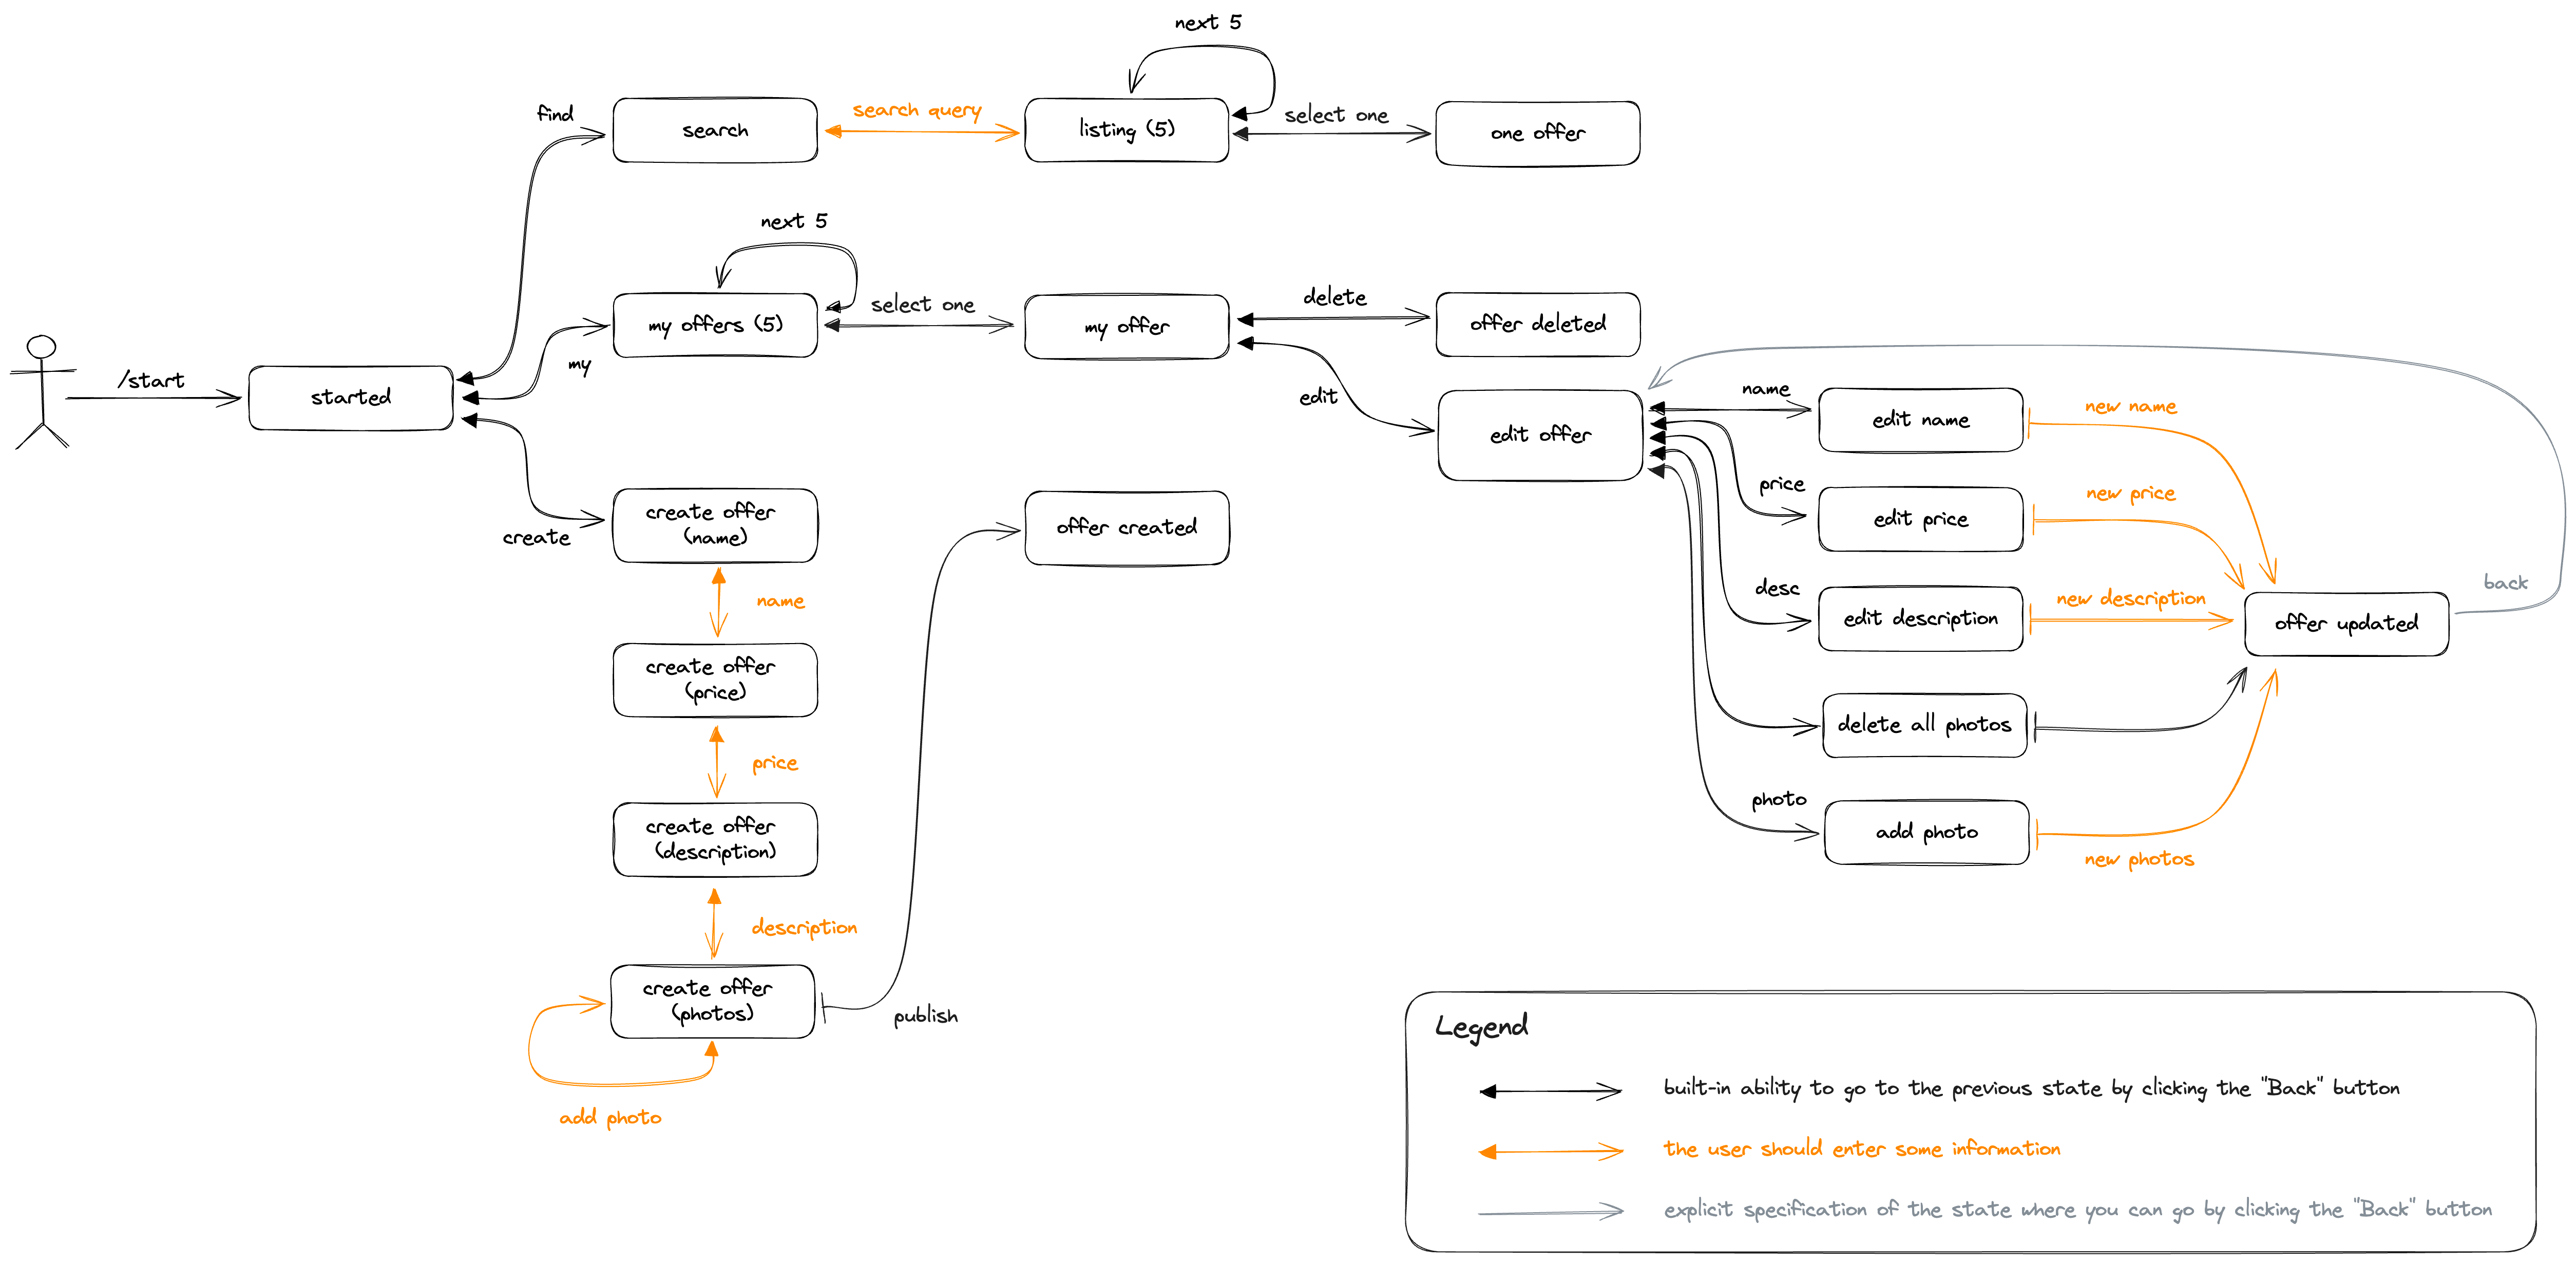 next 5
find
search
search query
listing (5)
select one
one offer
next 5
my offers (5)
select one
my offer
delete
offer deleted
/start
started
my
edit
edit offer
name
edit name
new name
price
edit price
new price
desc
edit description
new description
offer updated
back
delete all photos
photo
add photo
new photos
create
create offer
(name)
offer created
name
create offer
(price)
price
create offer
(description)
description
create offer
(photos)
publish
add photo
Legend
built-in ability to go to the previous state by clicking the "Back" button
the user should enter some information
explicit specification of the state where you can go by clicking the "Back" button